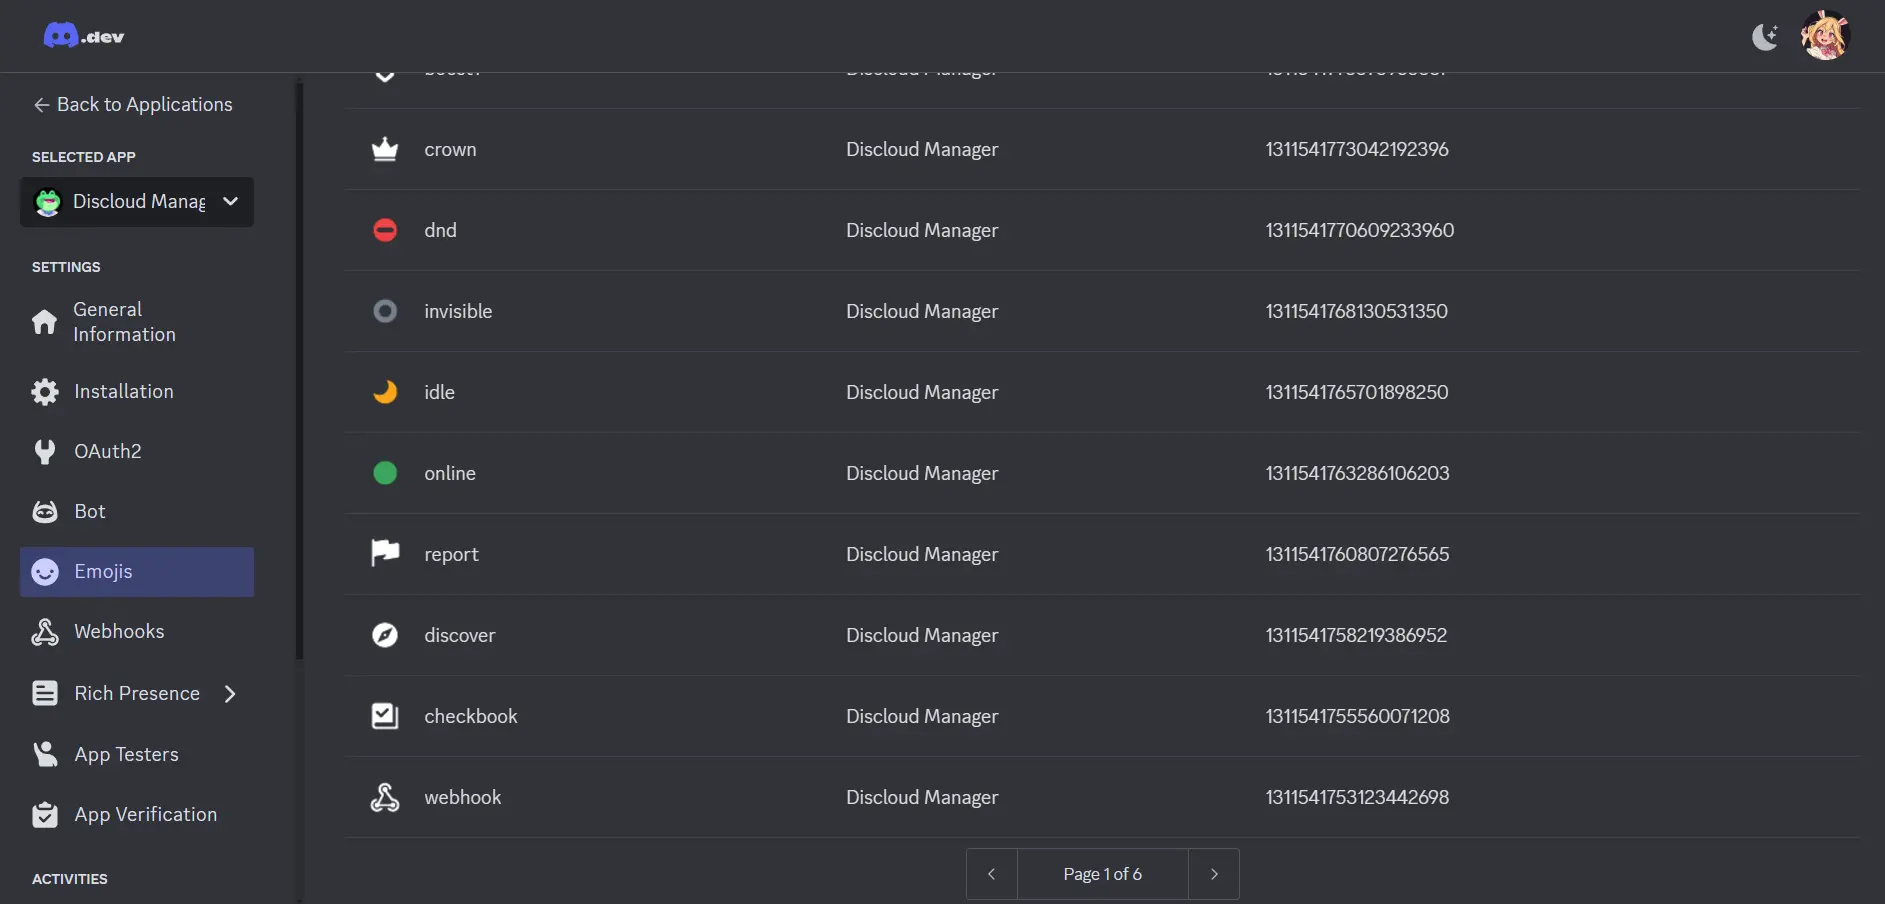 .dev
Back to Applications
SELECTED APP
Discloud Manag
SETTINGS
General
Information
Installation
OAuth2
Bot
Emojis
Webhooks
Rich Presence
App Testers
App Verification
ACTIVITIES
Discloud Manager
crown Discloud Manager 1311541773042192396
dnd Discloud Manager 1311541770609233960
invisible Discloud Manager 1311541768130531350
idle Discloud Manager 1311541765701898250
online Discloud Manager 1311541763286106203
report Discloud Manager 1311541760807276565
discover Discloud Manager 1311541758219386952
checkbook Discloud Manager 1311541755560071208
webhook Discloud Manager 1311541753123442698
Page 1 of 6